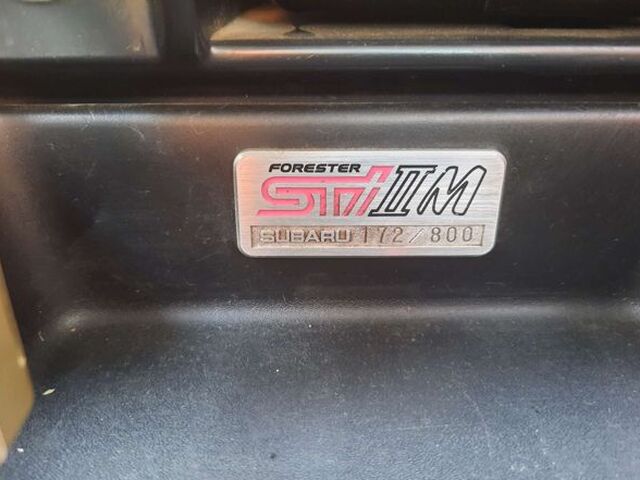 FORESTER
STi II M
SUBARU 172/800